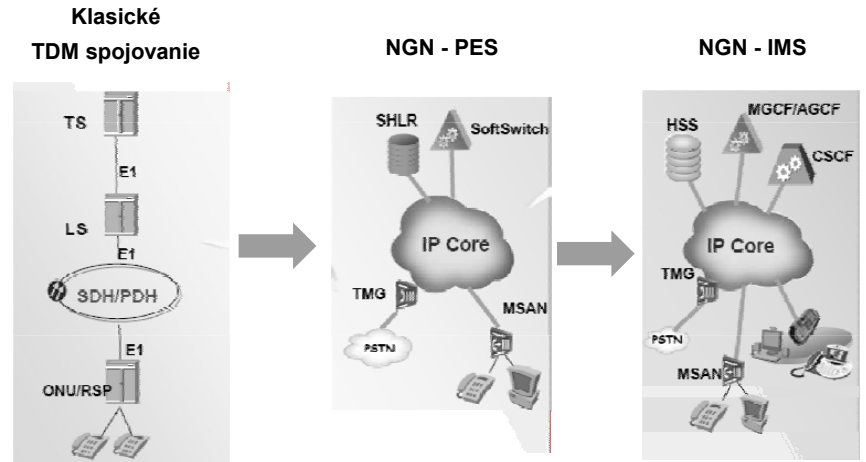 Klasické
TDM spojovanie
NGN - PES
NGN - IMS
TS
E1
LS
E1
SDH/PDH
E1
ONU/RSP
SHLR
SoftSwitch
IP Core
TMG
MSAN
PSTN
HSS
MGCF/AGCF
CSCF
IP Core
TMG
PSTN
MSAN